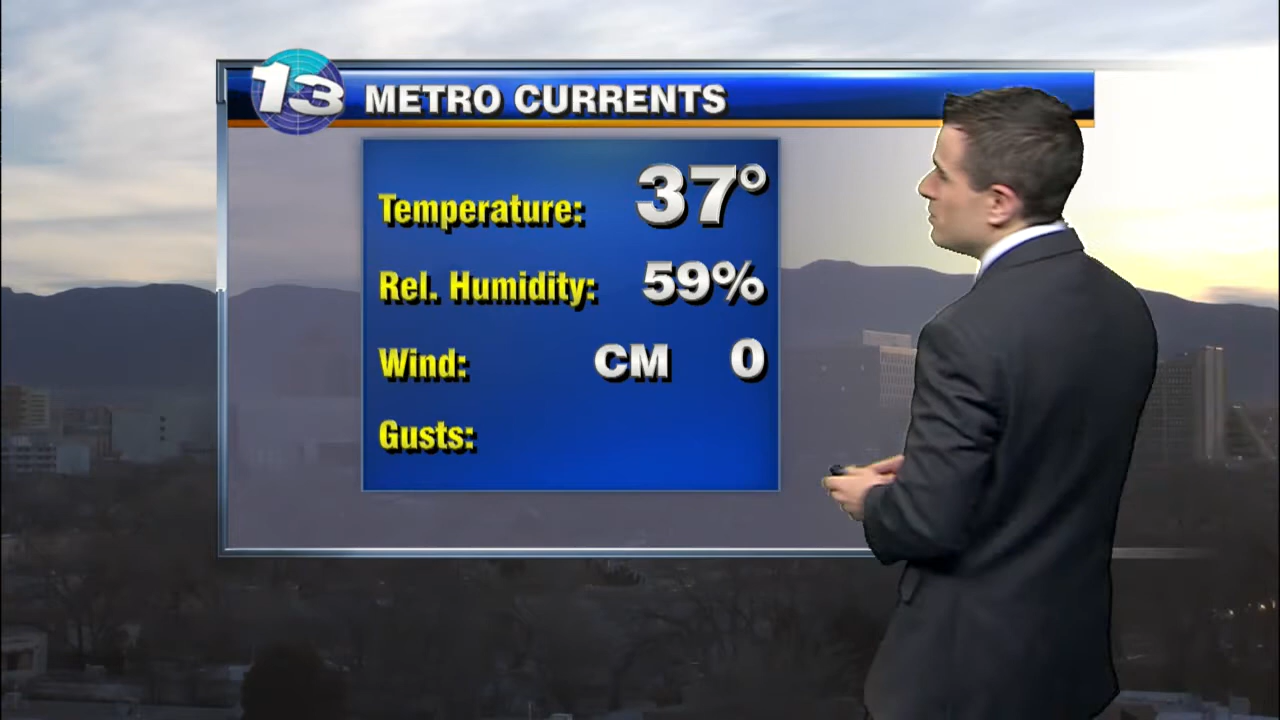 13 METRO CURRENTS
Temperature: 37°
Rel. Humidity: 59%
Wind: CM 0
Gusts: